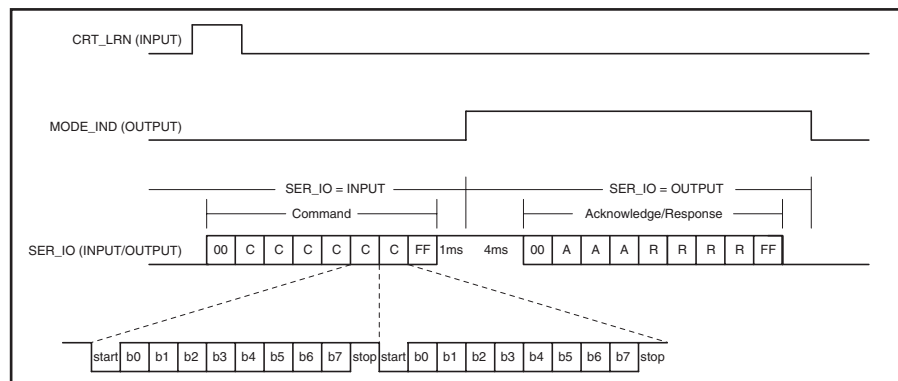 CRT_LRN (INPUT)
MODE_IND (OUTPUT)
SER_IO = INPUT SER_IO = OUTPUT
Command Acknowledge/Response
SER_IO (INPUT/OUTPUT) 00 C C C C C C FF 1ms 4ms 00 A A A R R R R FF
start b0 b1 b2 b3 b4 b5 b6 b7 stop start b0 b1 b2 b3 b4 b5 b6 b7 stop